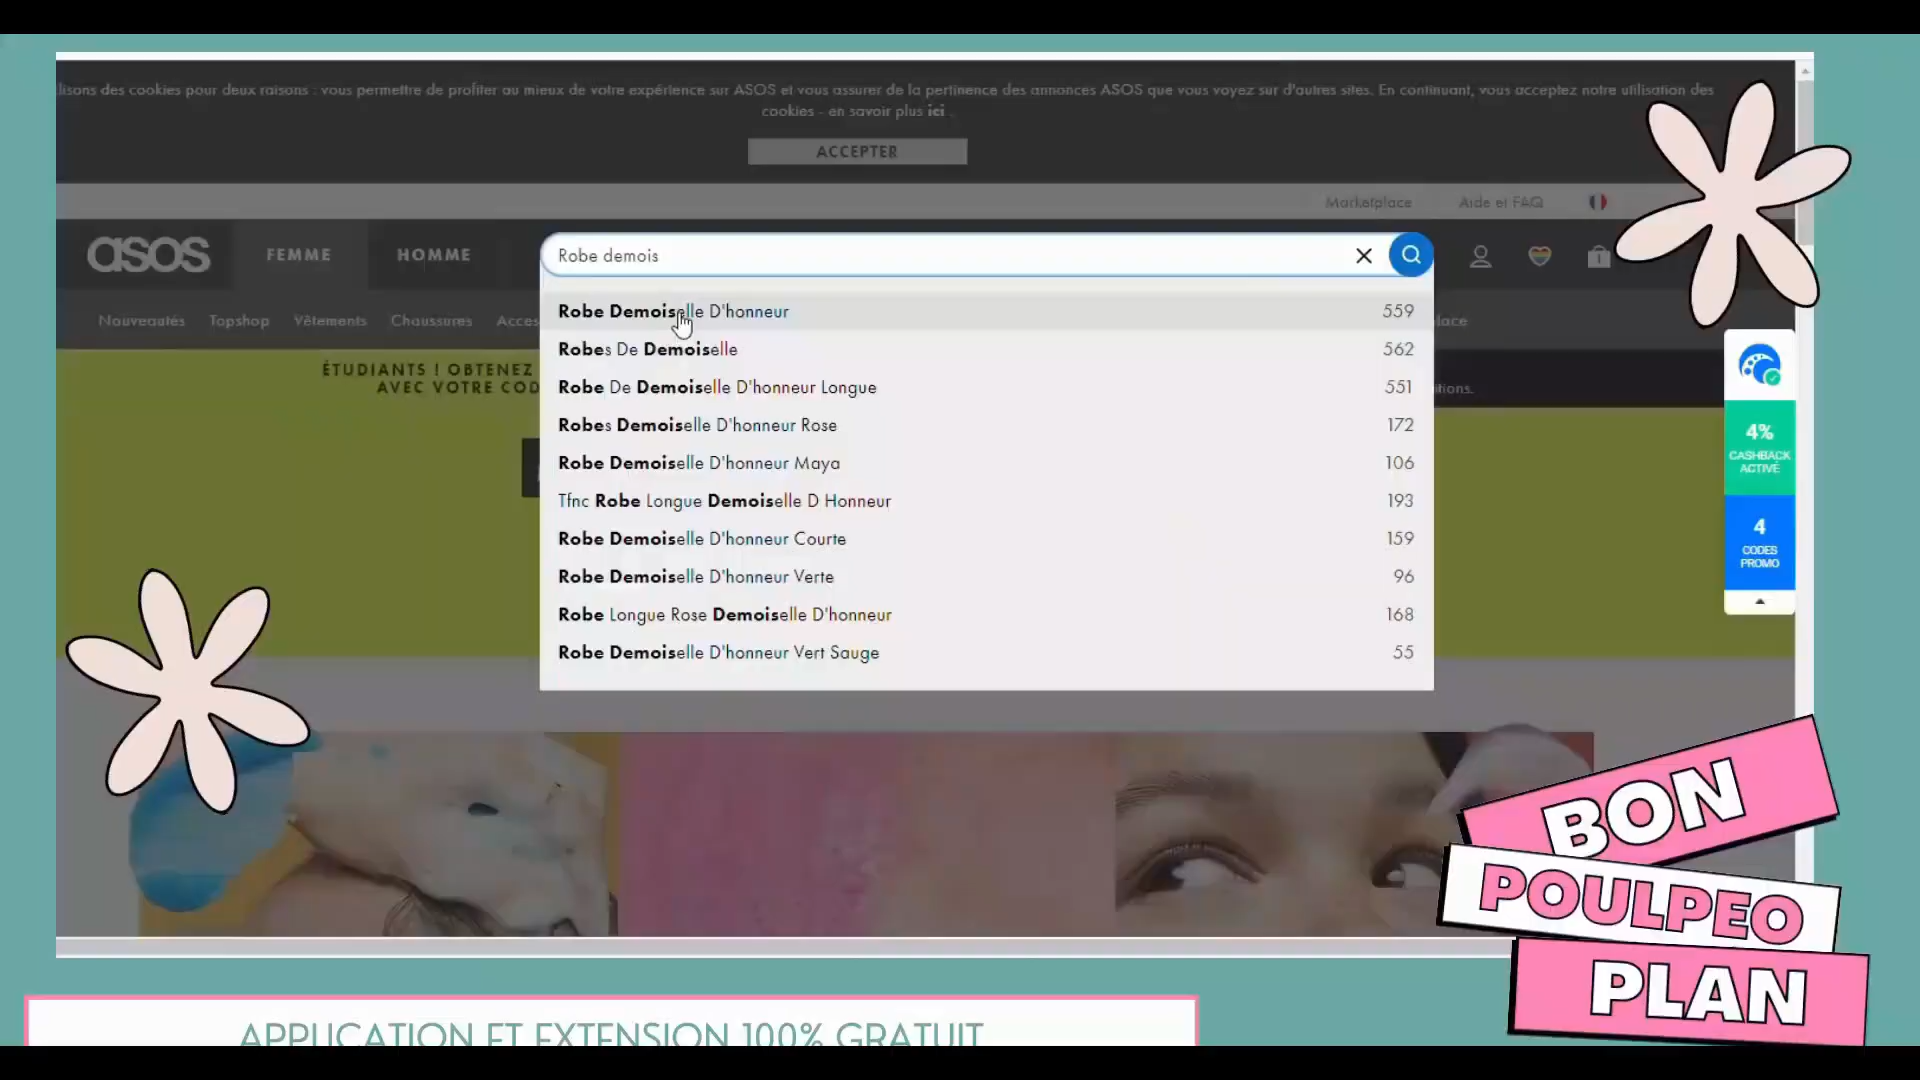 lisons des cookies pour deux raisons : vous permettre de profiter au mieux de votre expérience sur ASOS et vous assurer de la pertinence des annonces ASOS que vous voyez sur d'autres sites. En continuant, vous acceptez notre utilisation des
cookies - en savoir plus ici .
ACCEPTER
Marketplace Aide et FAQ
asos FEMME HOMME Robe demois
1
Nouveautés Topshop Vêtements Chaussures Acces lace
Robe Demoiselle D'honneur 559
Robes De Demoiselle 562
Robe De Demoiselle D'honneur Longue 551
Robes Demoiselle D'honneur Rose 172
Robe Demoiselle D'honneur Maya 106
Tfnc Robe Longue Demoiselle D Honneur 193
Robe Demoiselle D'honneur Courte 159
Robe Demoiselle D'honneur Verte 96
Robe Longue Rose Demoiselle D'honneur 168
Robe Demoiselle D'honneur Vert Sauge 55
ÉTUDIANTS ! OBTENEZ
AVEC VOTRE COD itions.
4%
CASHBACK
ACTIVÉ
4
CODES
PROMO
BON
POULPEO
PLAN
APPLICATION ET EXTENSION 100% GRATUIT